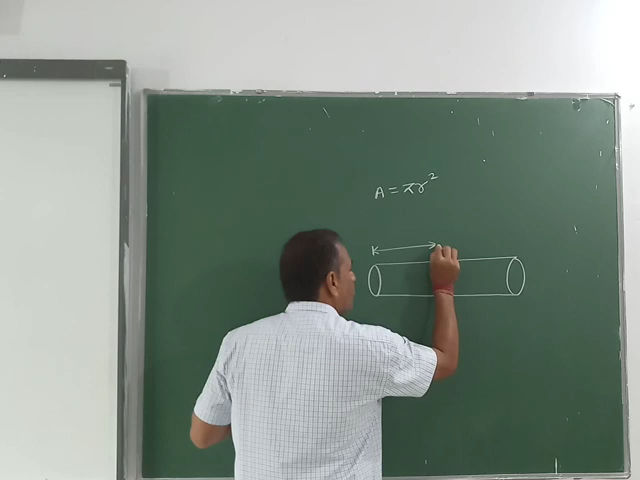 A = πr²